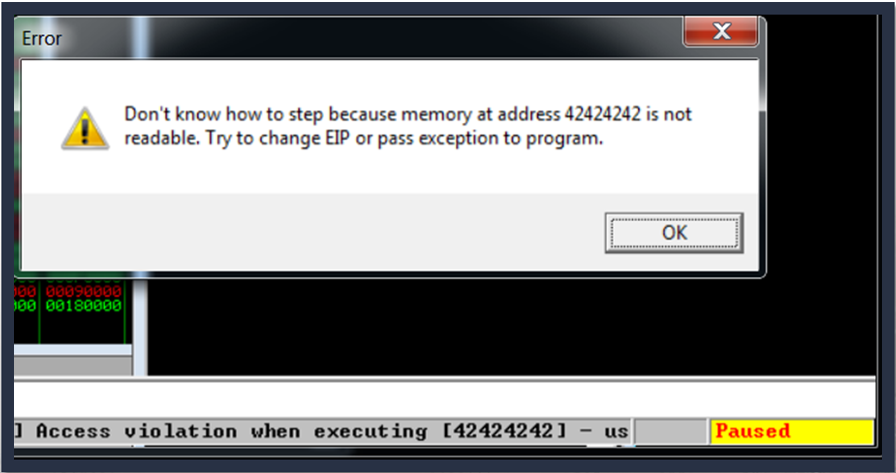 Error
X
Don't know how to step because memory at address 42424242 is not
readable. Try to change EIP or pass exception to program.
OK
000 00090000
000 00180000
] Access violation when executing [42424242] - us
Paused